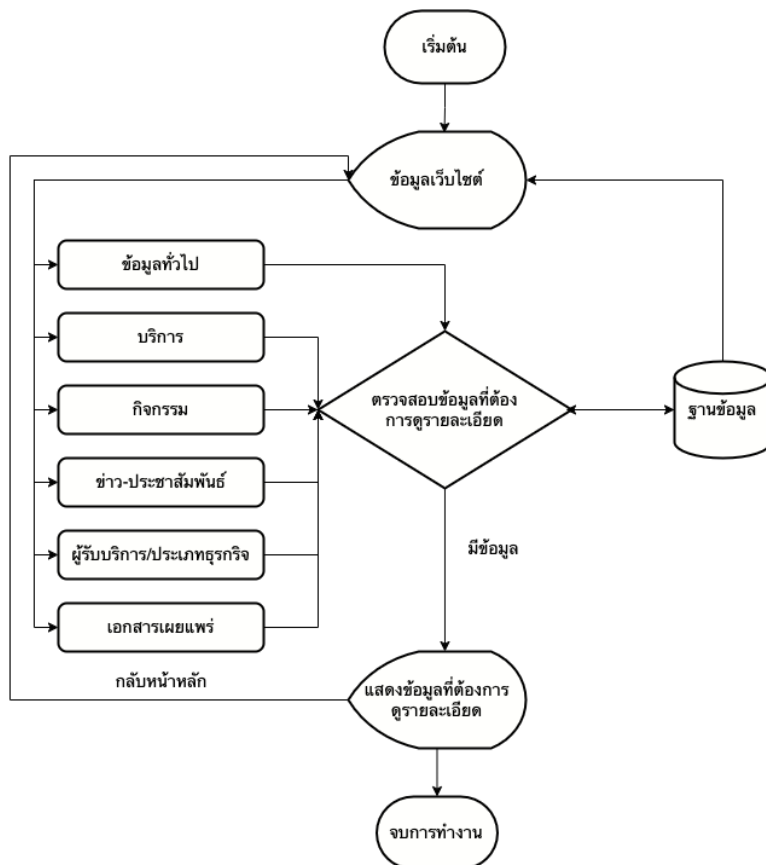 เริ่มต้น
ข้อมูลเว็บไซต์
ข้อมูลทั่วไป
บริการ
กิจกรรม
ตรวจสอบข้อมูลที่ต้อง
การดูรายละเอียด
ฐานข้อมูล
ข่าว-ประชาสัมพันธ์
ผู้รับบริการ/ประเภทธุรกริจ
มีข้อมูล
เอกสารเผยแพร่
กลับหน้าหลัก
แสดงข้อมูลที่ต้องการ
ดูรายละเอียด
จบการทำงาน